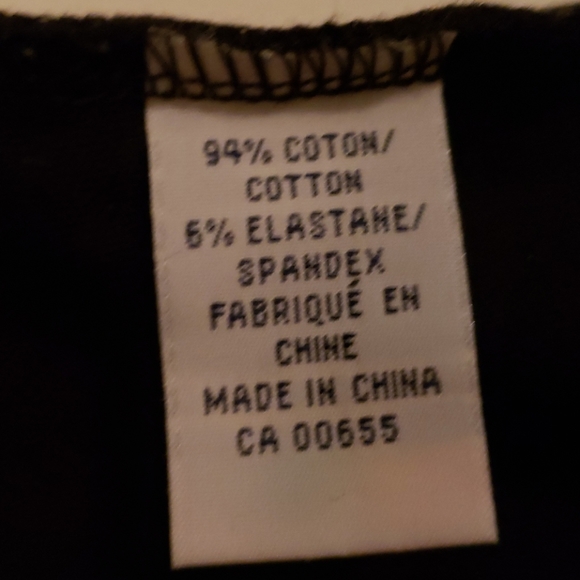 94% COTON/
COTTON
6% ELASTANE/
SPANDEX
FABRIQUÉ EN
CHINE
MADE IN CHINA
CA 00655